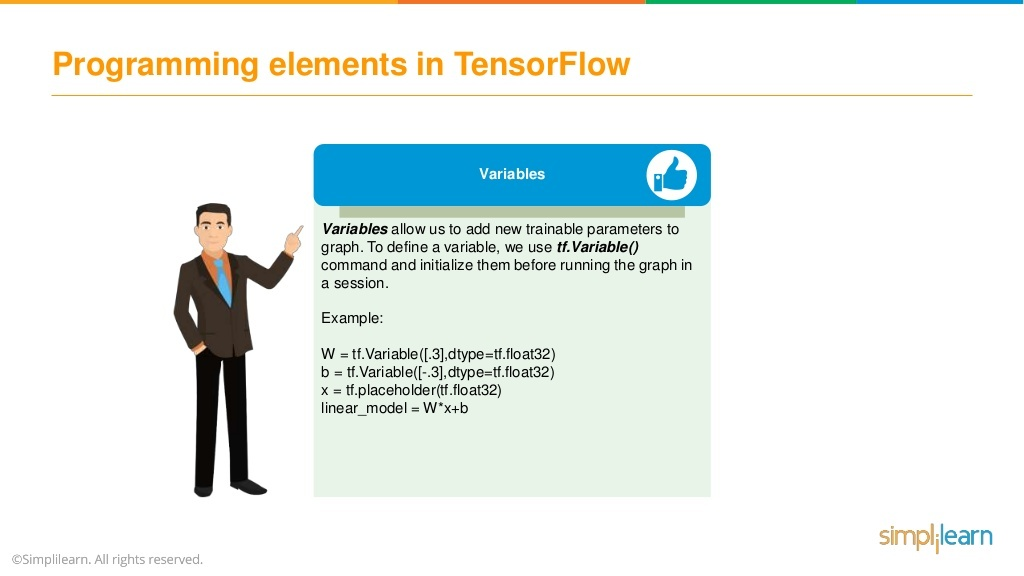 Programming elements in TensorFlow
Variables
Variables allow us to add new trainable parameters to
graph. To define a variable, we use tf.Variable()
command and initialize them before running the graph in
a session.
Example:
W = tf.Variable([.3],dtype=tf.float32)
b = tf.Variable([-.3],dtype=tf.float32)
x = tf.placeholder(tf.float32)
linear_model = W*x+b
simplilearn
©Simplilearn. All rights reserved.